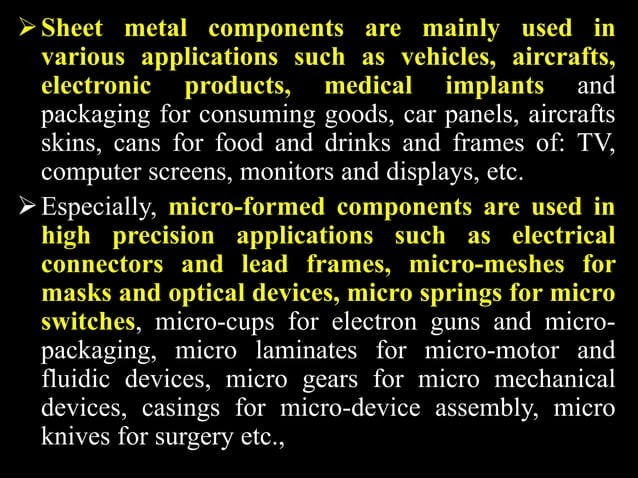 ➢Sheet metal components are mainly used in
various applications such as vehicles, aircrafts,
electronic products, medical implants and
packaging for consuming goods, car panels, aircrafts
skins, cans for food and drinks and frames of: TV,
computer screens, monitors and displays, etc.
➢Especially, micro-formed components are used in
high precision applications such as electrical
connectors and lead frames, micro-meshes for
masks and optical devices, micro springs for micro
switches, micro-cups for electron guns and micro-
packaging, micro laminates for micro-motor and
fluidic devices, micro gears for micro mechanical
devices, casings for micro-device assembly, micro
knives for surgery etc.,